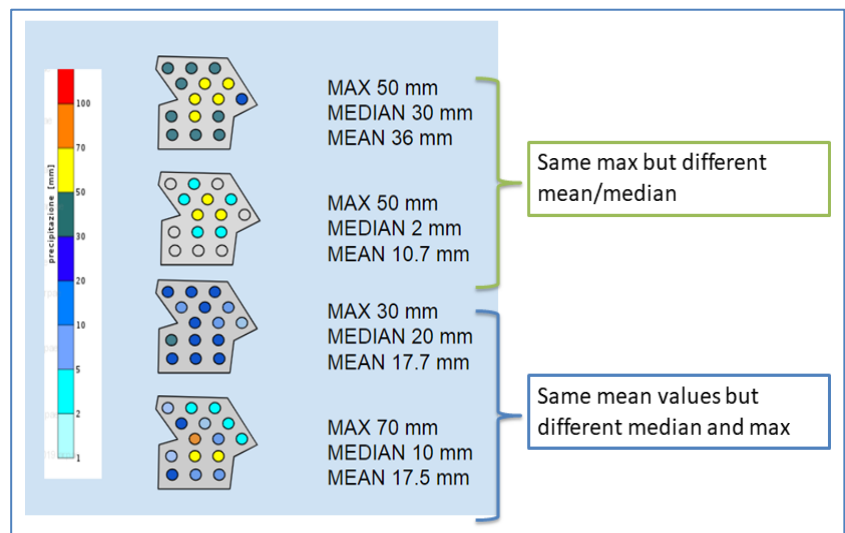 100
70
50
30
20
10
5
2
1
precipitazione [mm]
MAX 50 mm
MEDIAN 30 mm
MEAN 36 mm
MAX 50 mm
MEDIAN 2 mm
MEAN 10.7 mm
Same max but different
mean/median
MAX 30 mm
MEDIAN 20 mm
MEAN 17.7 mm
MAX 70 mm
MEDIAN 10 mm
MEAN 17.5 mm
Same mean values but
different median and max